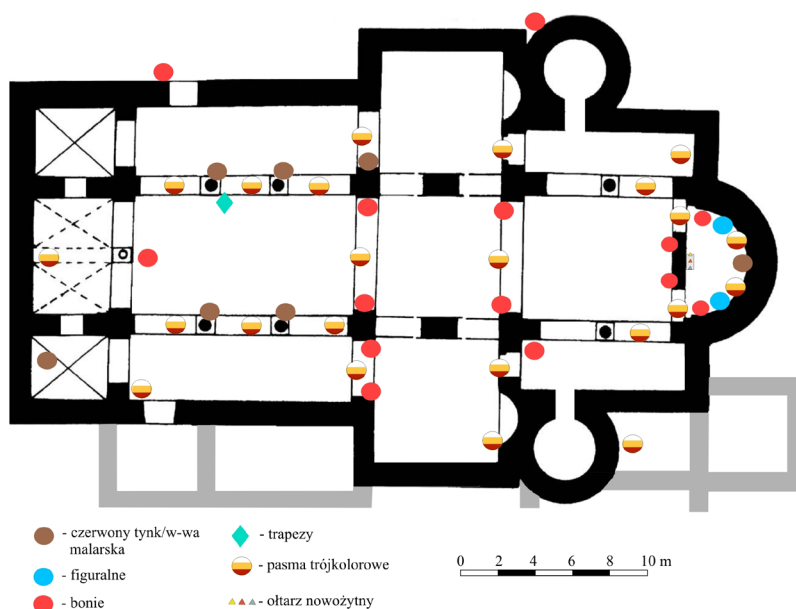 - czerwony tynk/w-wa
malarska
- figuralne
- bonie
- trapezy
- pasma trójkolorowe
- ołtarz nowożytny
0 2 4 6 8 10 m